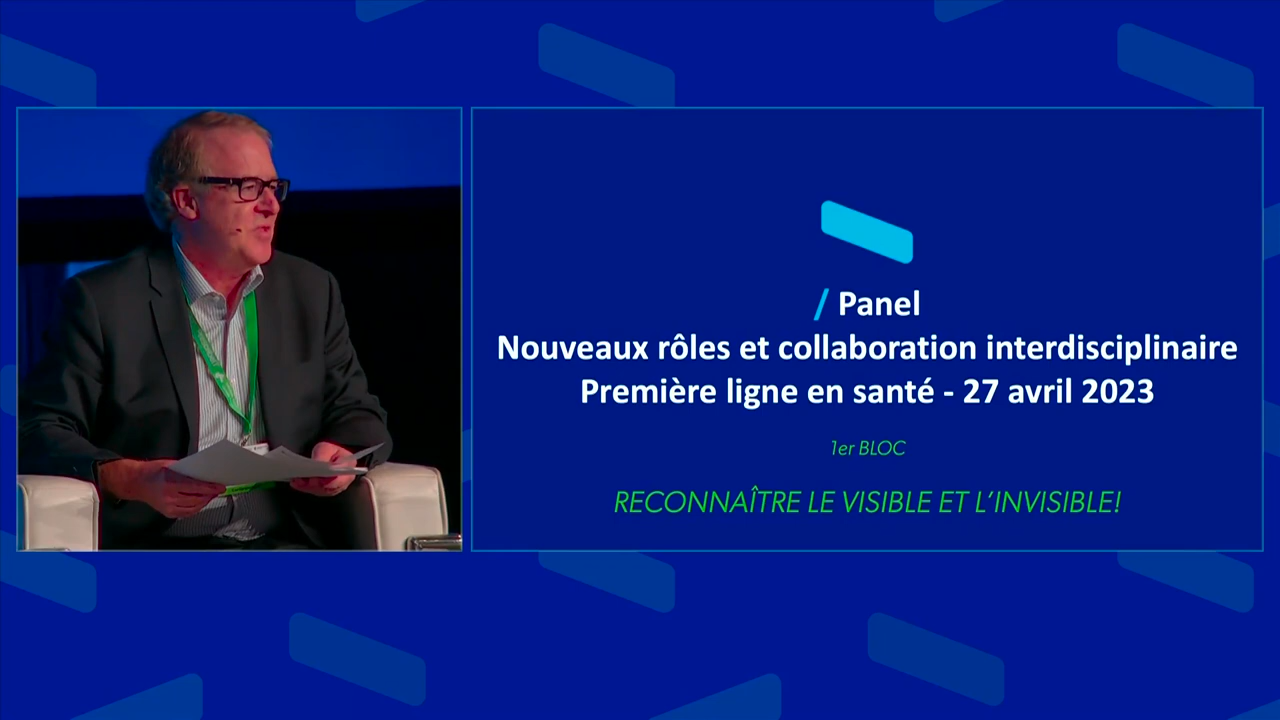 / Panel
Nouveaux rôles et collaboration interdisciplinaire
Première ligne en santé - 27 avril 2023
1er BLOC
RECONNAÎTRE LE VISIBLE ET L’INVISIBLE!